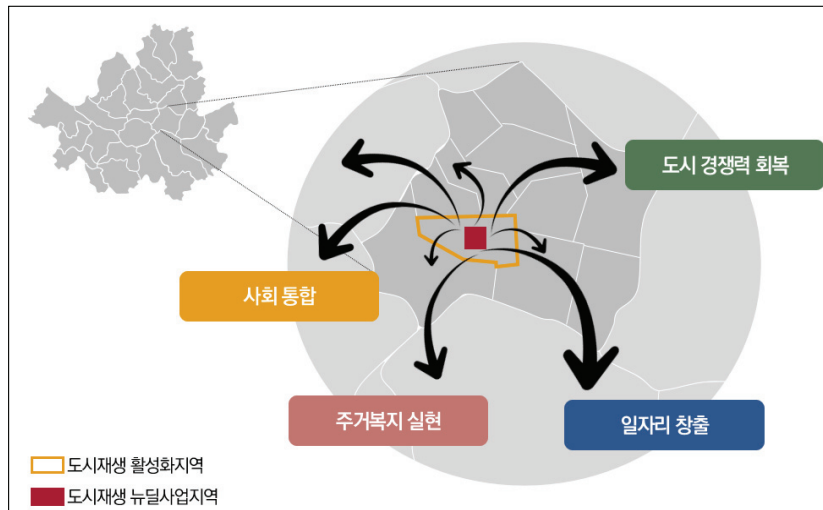 도시 경쟁력 회복
사회 통합
주거복지 실현
일자리 창출
도시재생 활성화지역
도시재생 뉴딜사업지역